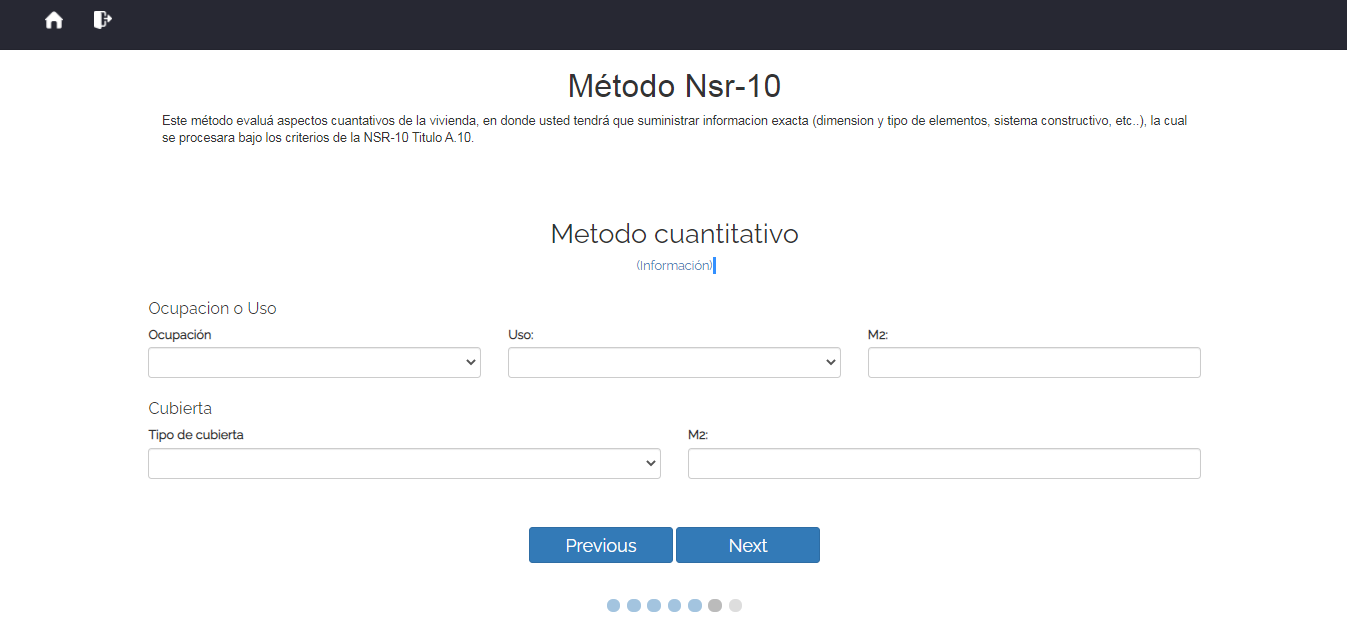 Método Nsr-10
Este método evaluá aspectos cuantativos de la vivienda, en donde usted tendrá que suministrar informacion exacta (dimension y tipo de elementos, sistema constructivo, etc..), la cual
se procesara bajo los criterios de la NSR-10 Titulo A.10.
Metodo cuantitativo
(Información)
Ocupacion o Uso
Ocupación Uso: M2:
Cubierta
Tipo de cubierta M2:
Previous Next